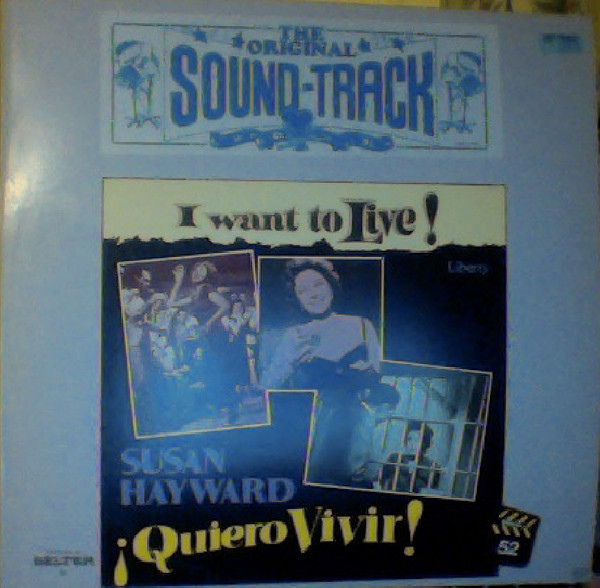 THE
ORIGINAL
SOUND-TRACK
I want to Live!
Liberty
SUSAN
HAYWARD
¡Quiero Vivir!
52
BELTER